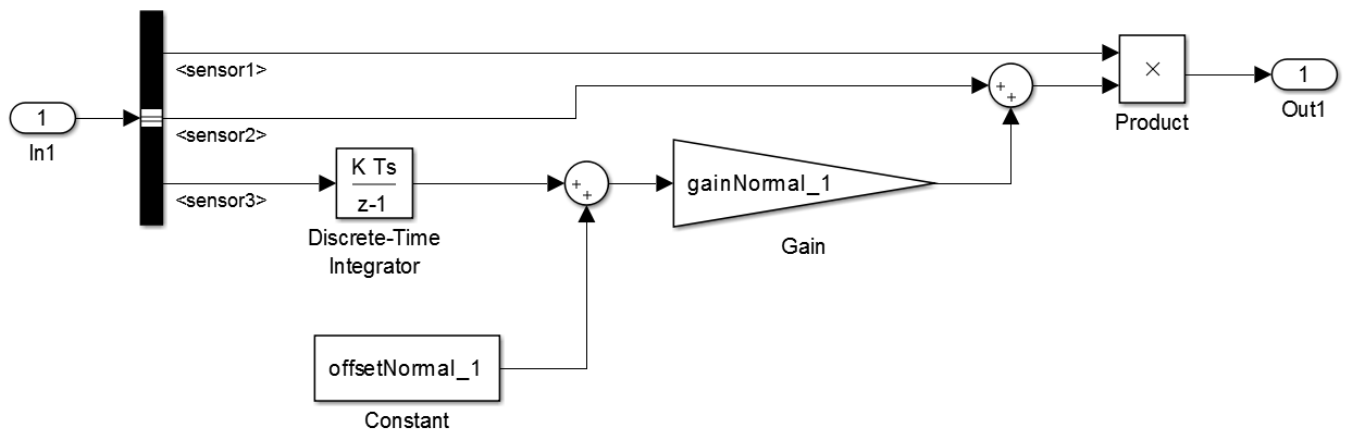 1
In1
<sensor1>
<sensor2>
<sensor3>
K Ts
z-1
Discrete-Time
Integrator
offsetNormal_1
Constant
+
+
gainNormal_1
Gain
+
+
×
Product
1
Out1